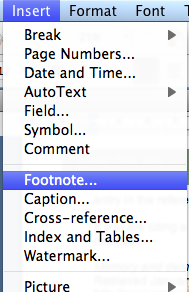 Insert Format Font
Break
Page Numbers...
Date and Time...
AutoText
Field...
Symbol...
Comment
Footnote...
Caption...
Cross-reference...
Index and Tables...
Watermark...
Picture